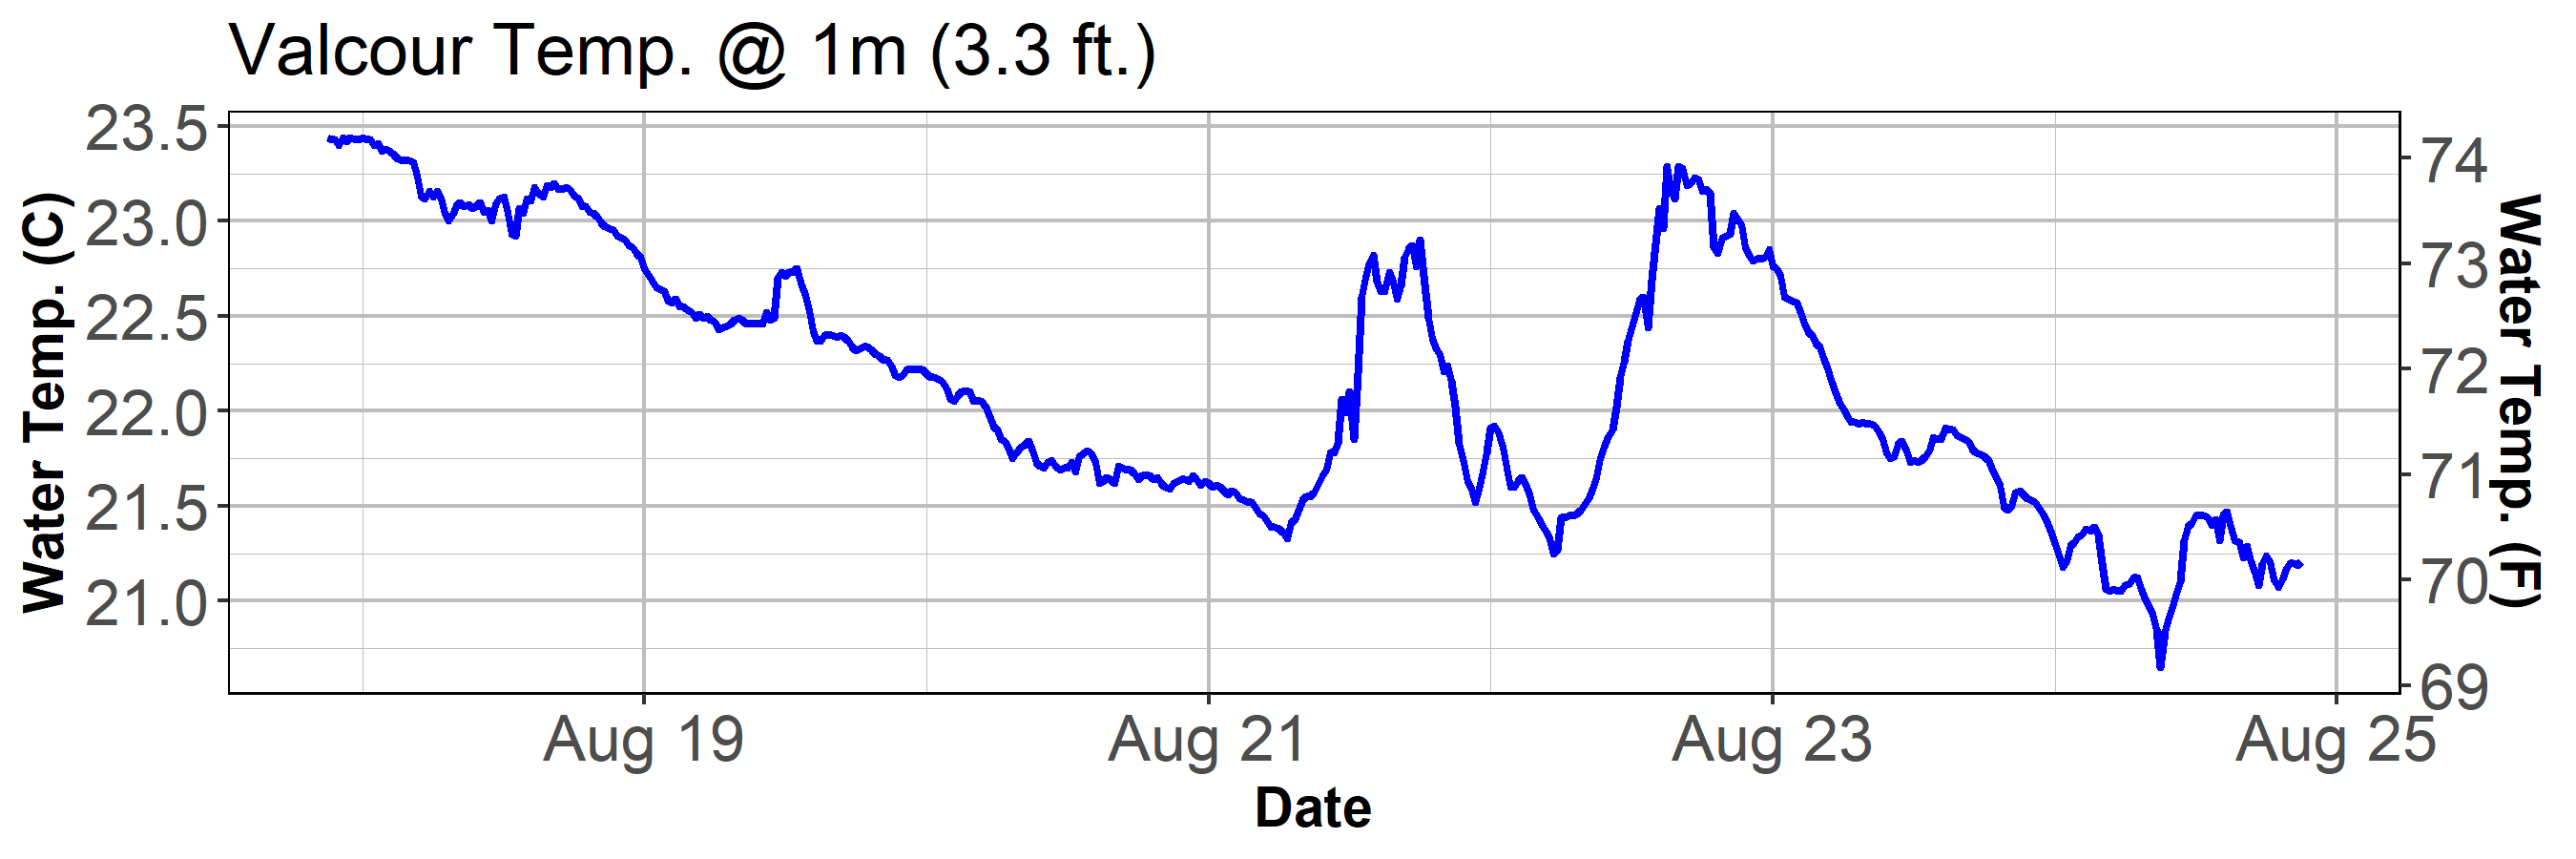 Valcour Temp. @ 1m (3.3 ft.)
Water Temp. (C)
23.5
23.0
22.5
22.0
21.5
21.0
74
73
72
71
70
69
Water Temp. (F)
Aug 19
Aug 21
Aug 23
Aug 25
Date